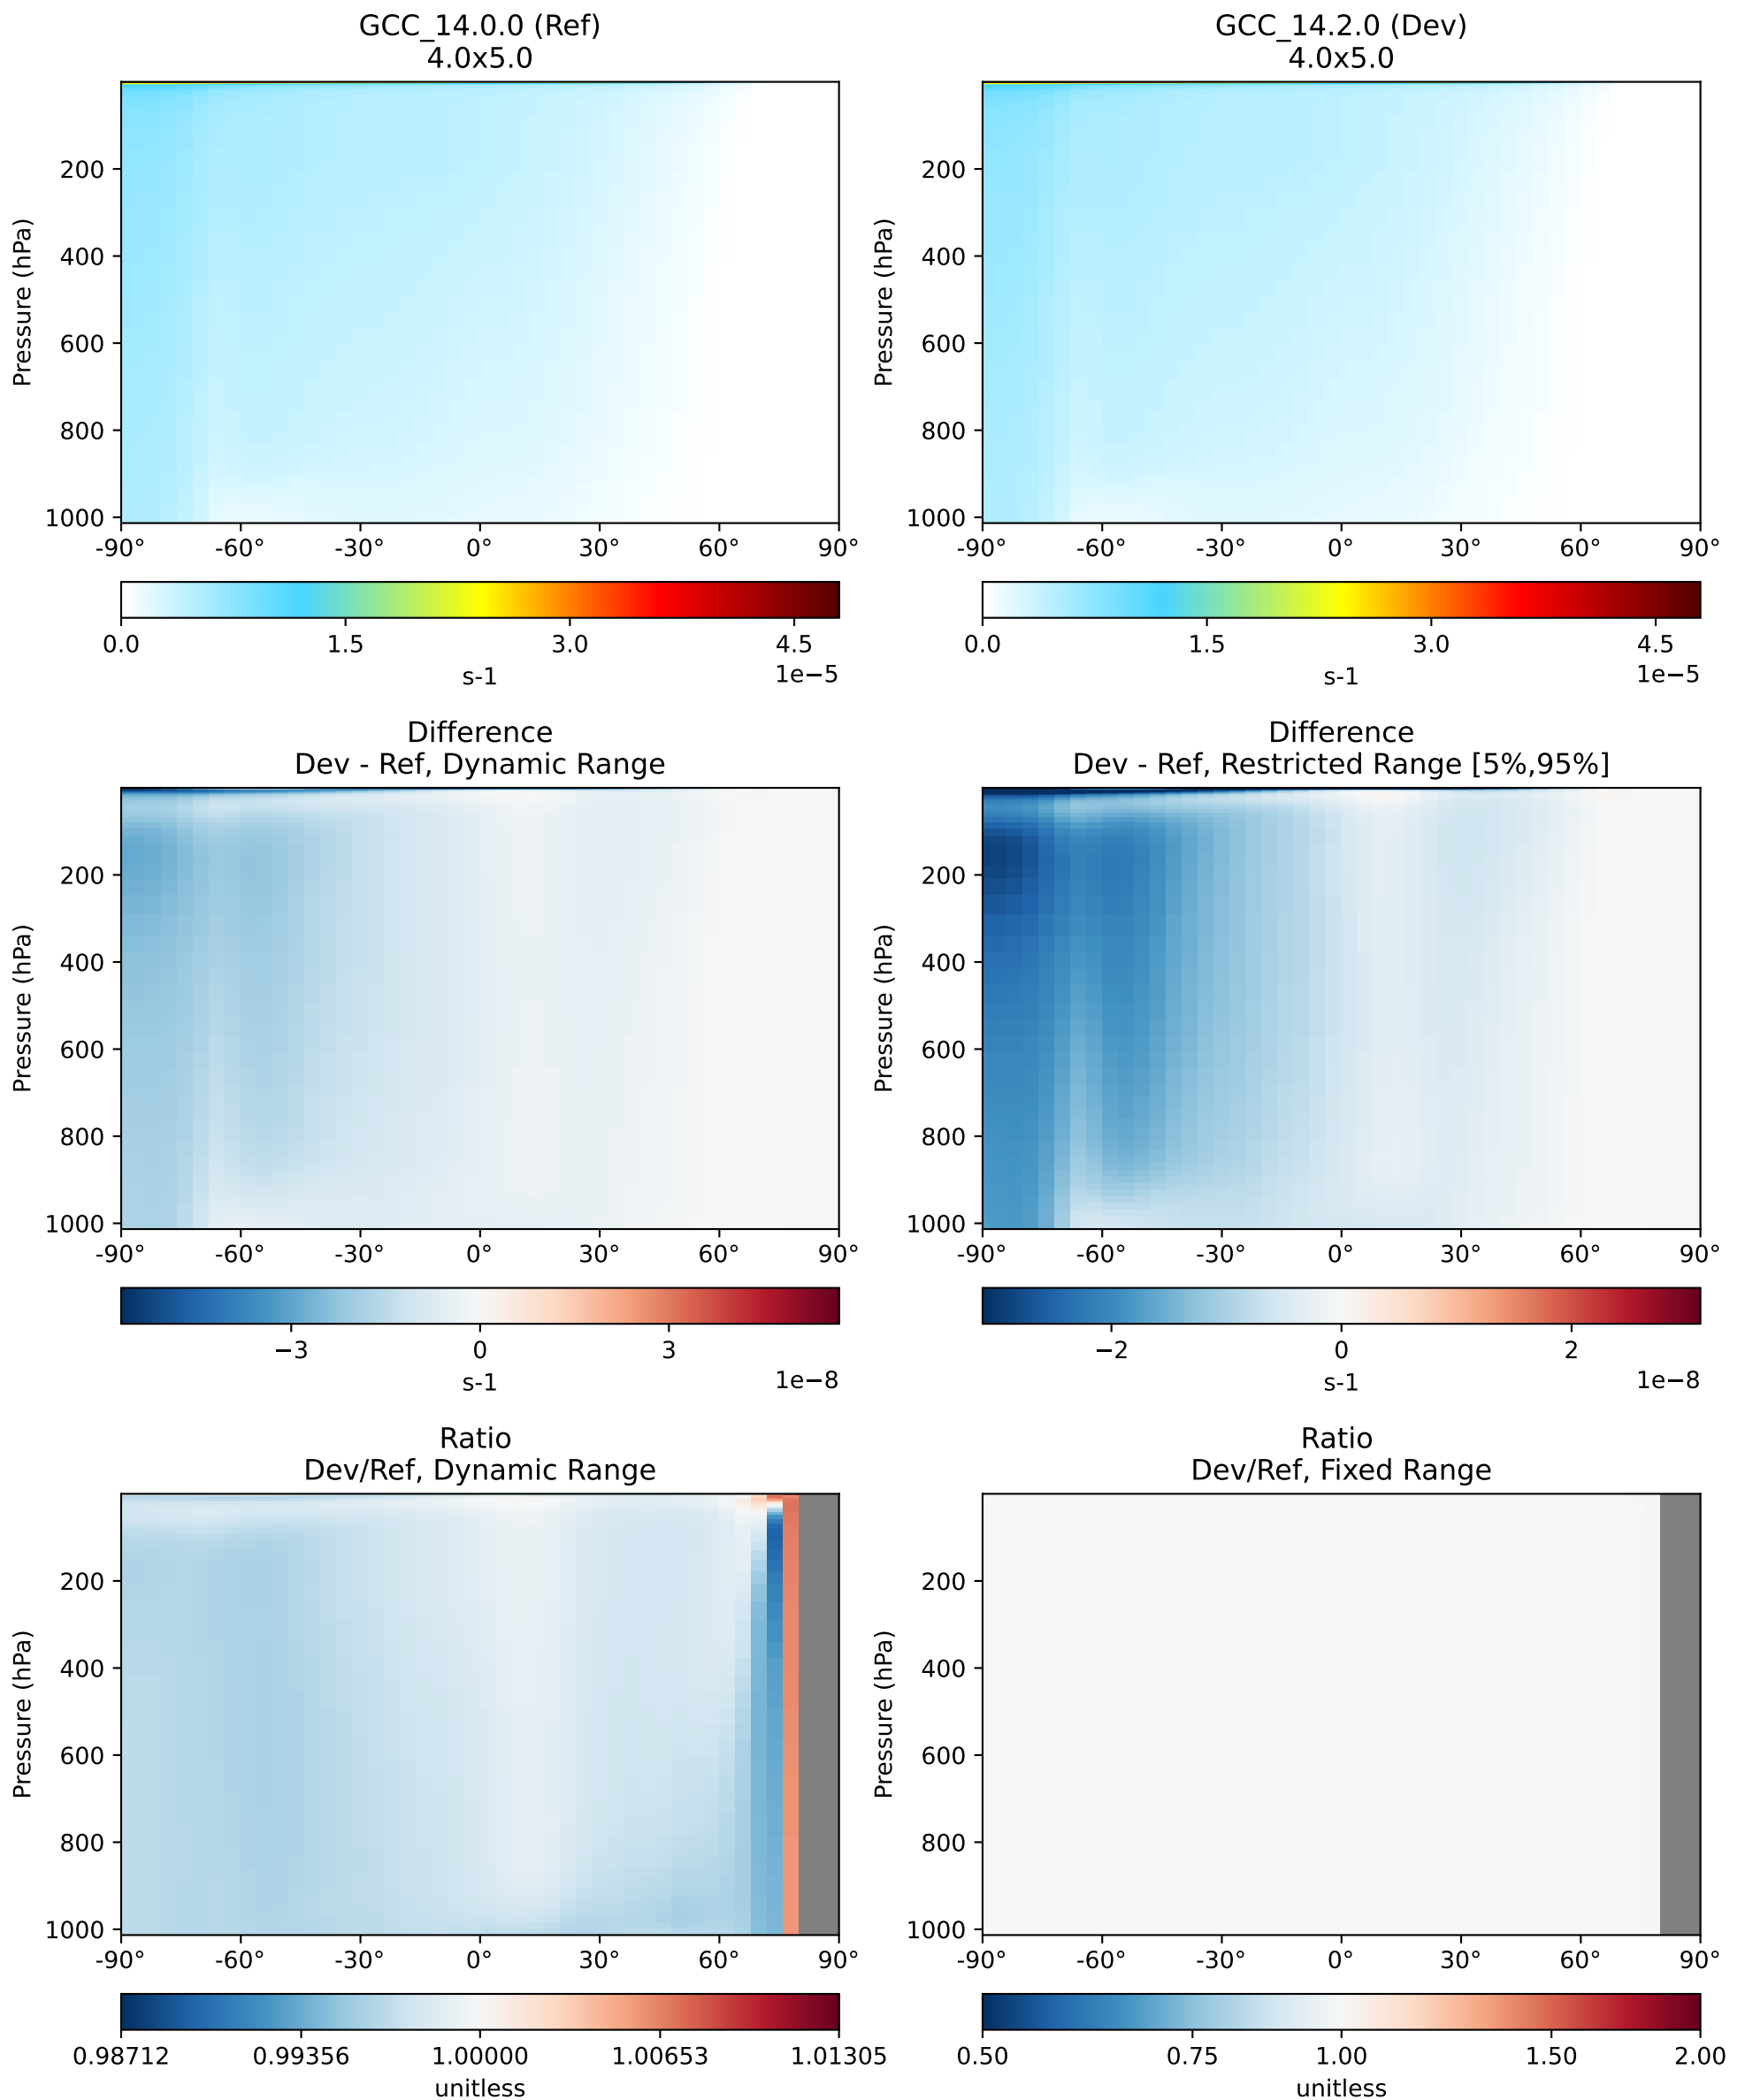 GCC_14.0.0 (Ref)
4.0x5.0
Pressure (hPa)
200
400
600
800
1000
-90° -60° -30° 0° 30° 60° 90°
0.0 1.5 3.0 4.5
1e−5
s-1
GCC_14.2.0 (Dev)
4.0x5.0
Pressure (hPa)
200
400
600
800
1000
-90° -60° -30° 0° 30° 60° 90°
0.0 1.5 3.0 4.5
1e−5
s-1
Difference
Dev - Ref, Dynamic Range
Pressure (hPa)
200
400
600
800
1000
-90° -60° -30° 0° 30° 60° 90°
−3 0 3
1e−8
s-1
Difference
Dev - Ref, Restricted Range [5%,95%]
Pressure (hPa)
200
400
600
800
1000
-90° -60° -30° 0° 30° 60° 90°
−2 0 2
1e−8
s-1
Ratio
Dev/Ref, Dynamic Range
Pressure (hPa)
200
400
600
800
1000
-90° -60° -30° 0° 30° 60° 90°
0.98712 0.99356 1.00000 1.00653 1.01305
unitless
Ratio
Dev/Ref, Fixed Range
Pressure (hPa)
200
400
600
800
1000
-90° -60° -30° 0° 30° 60° 90°
0.50 0.75 1.00 1.50 2.00
unitless